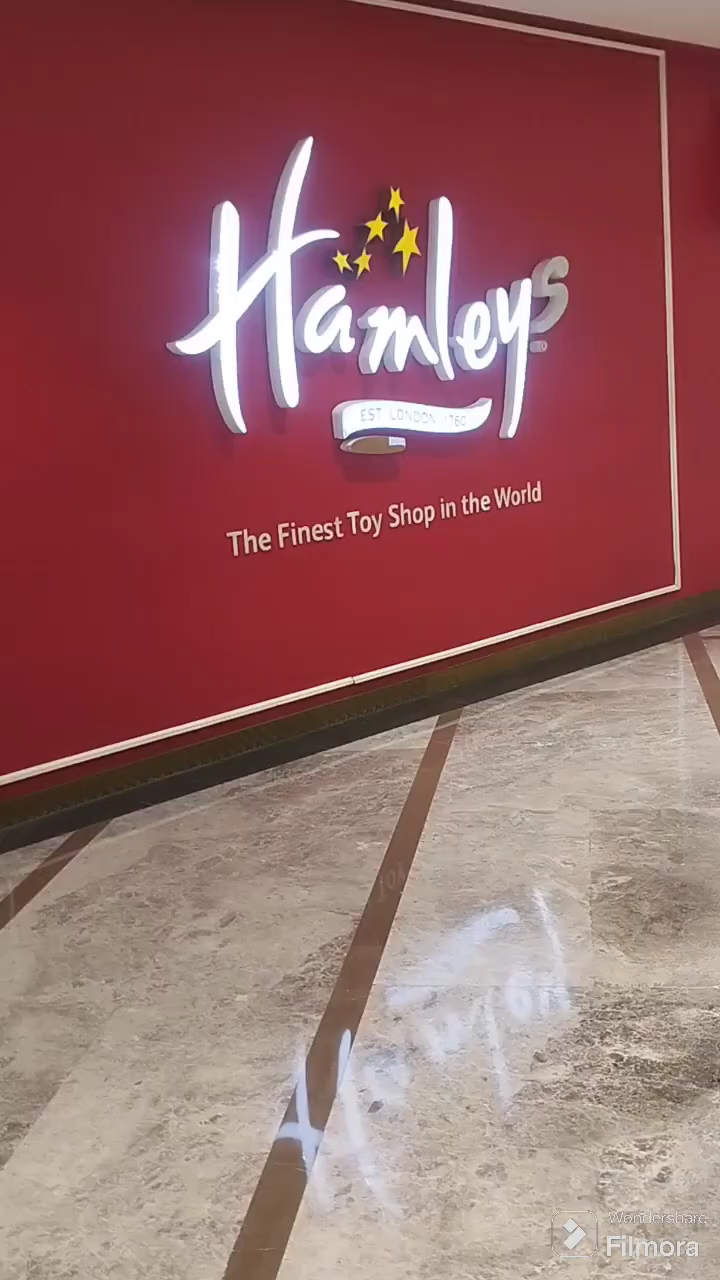 Hamleys
EST LONDON 1760
The Finest Toy Shop in the World
Wondershare
Filmora